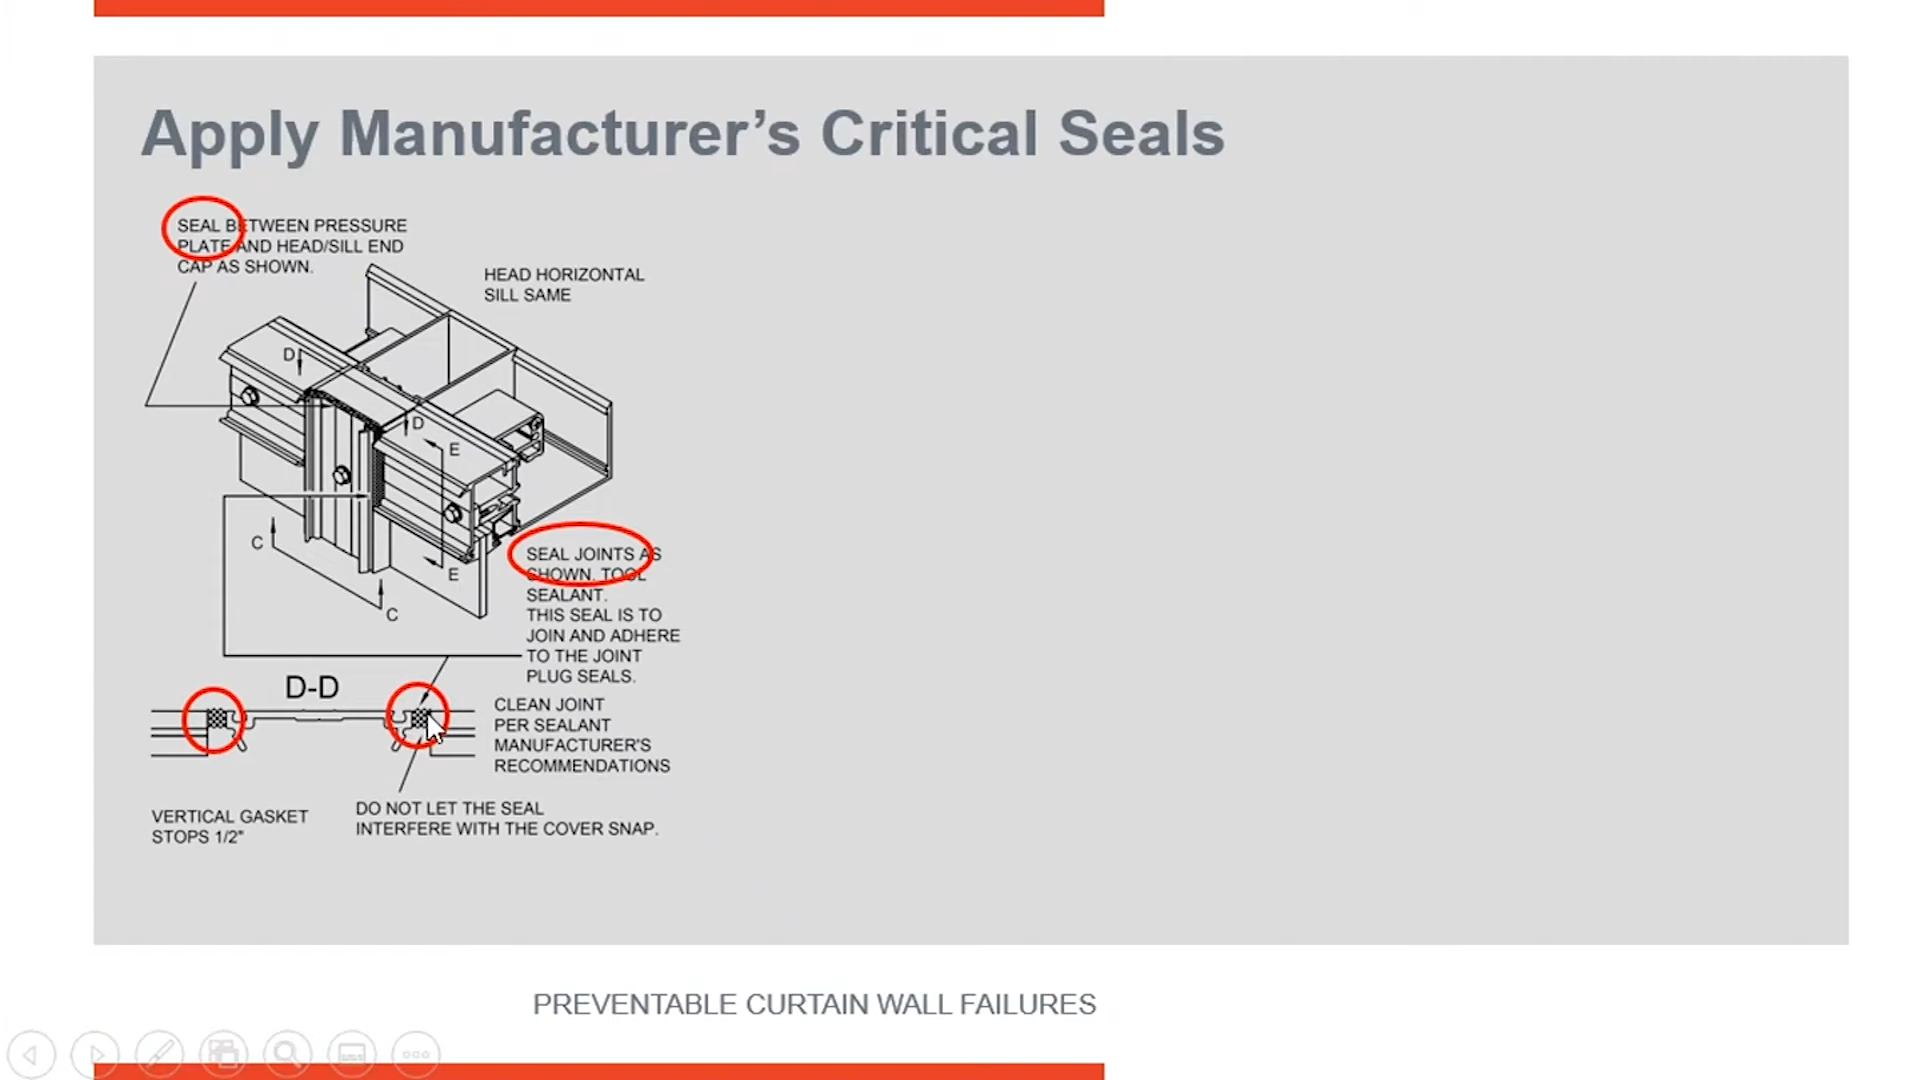 Apply Manufacturer’s Critical Seals
SEAL BETWEEN PRESSURE
PLATE AND HEAD/SILL END
CAP AS SHOWN.
HEAD HORIZONTAL
SILL SAME
D
D
E
C
E
C
SEAL JOINTS AS
SHOWN. TOOL
SEALANT.
THIS SEAL IS TO
JOIN AND ADHERE
TO THE JOINT
PLUG SEALS.
D-D
CLEAN JOINT
PER SEALANT
MANUFACTURER'S
RECOMMENDATIONS
VERTICAL GASKET
STOPS 1/2"
DO NOT LET THE SEAL
INTERFERE WITH THE COVER SNAP.
PREVENTABLE CURTAIN WALL FAILURES